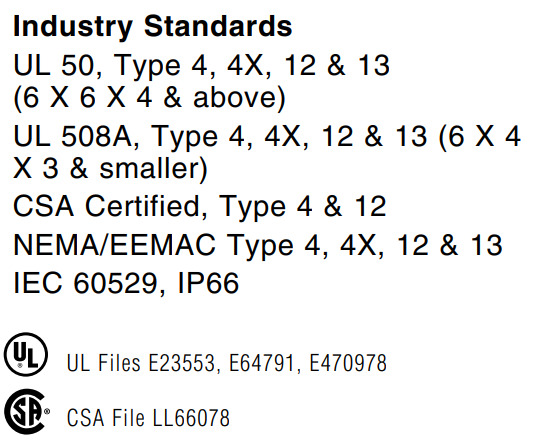 Industry Standards
UL 50, Type 4, 4X, 12 & 13
(6 X 6 X 4 & above)
UL 508A, Type 4, 4X, 12 & 13 (6 X 4
X 3 & smaller)
CSA Certified, Type 4 & 12
NEMA/EEMAC Type 4, 4X, 12 & 13
IEC 60529, IP66
UL® UL Files E23553, E64791, E470978
CSA® CSA File LL66078